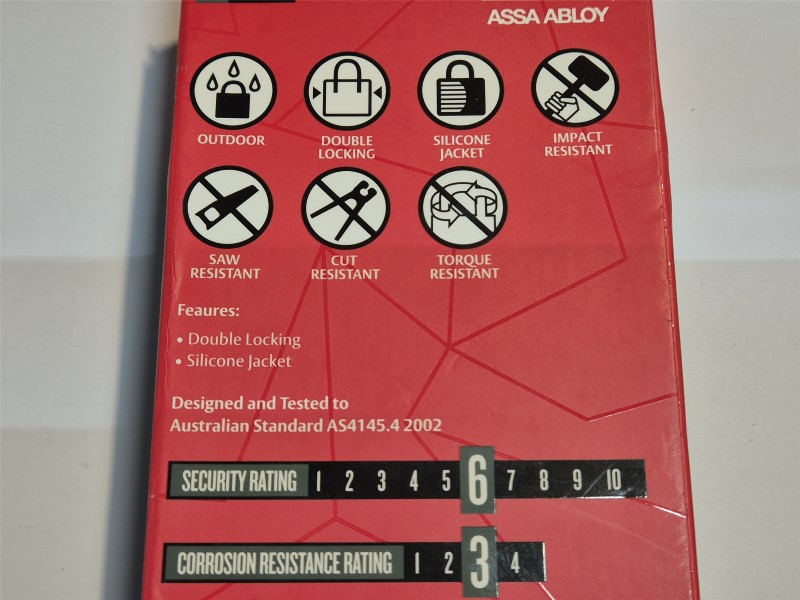 ASSA ABLOY
OUTDOOR
DOUBLE
LOCKING
SILICONE
JACKET
IMPACT
RESISTANT
SAW
RESISTANT
CUT
RESISTANT
TORQUE
RESISTANT
Feaures:
• Double Locking
• Silicone Jacket
Designed and Tested to
Australian Standard AS4145.4 2002
SECURITY RATING 1 2 3 4 5 6 7 8 9 10
CORROSION RESISTANCE RATING 1 2 3 4